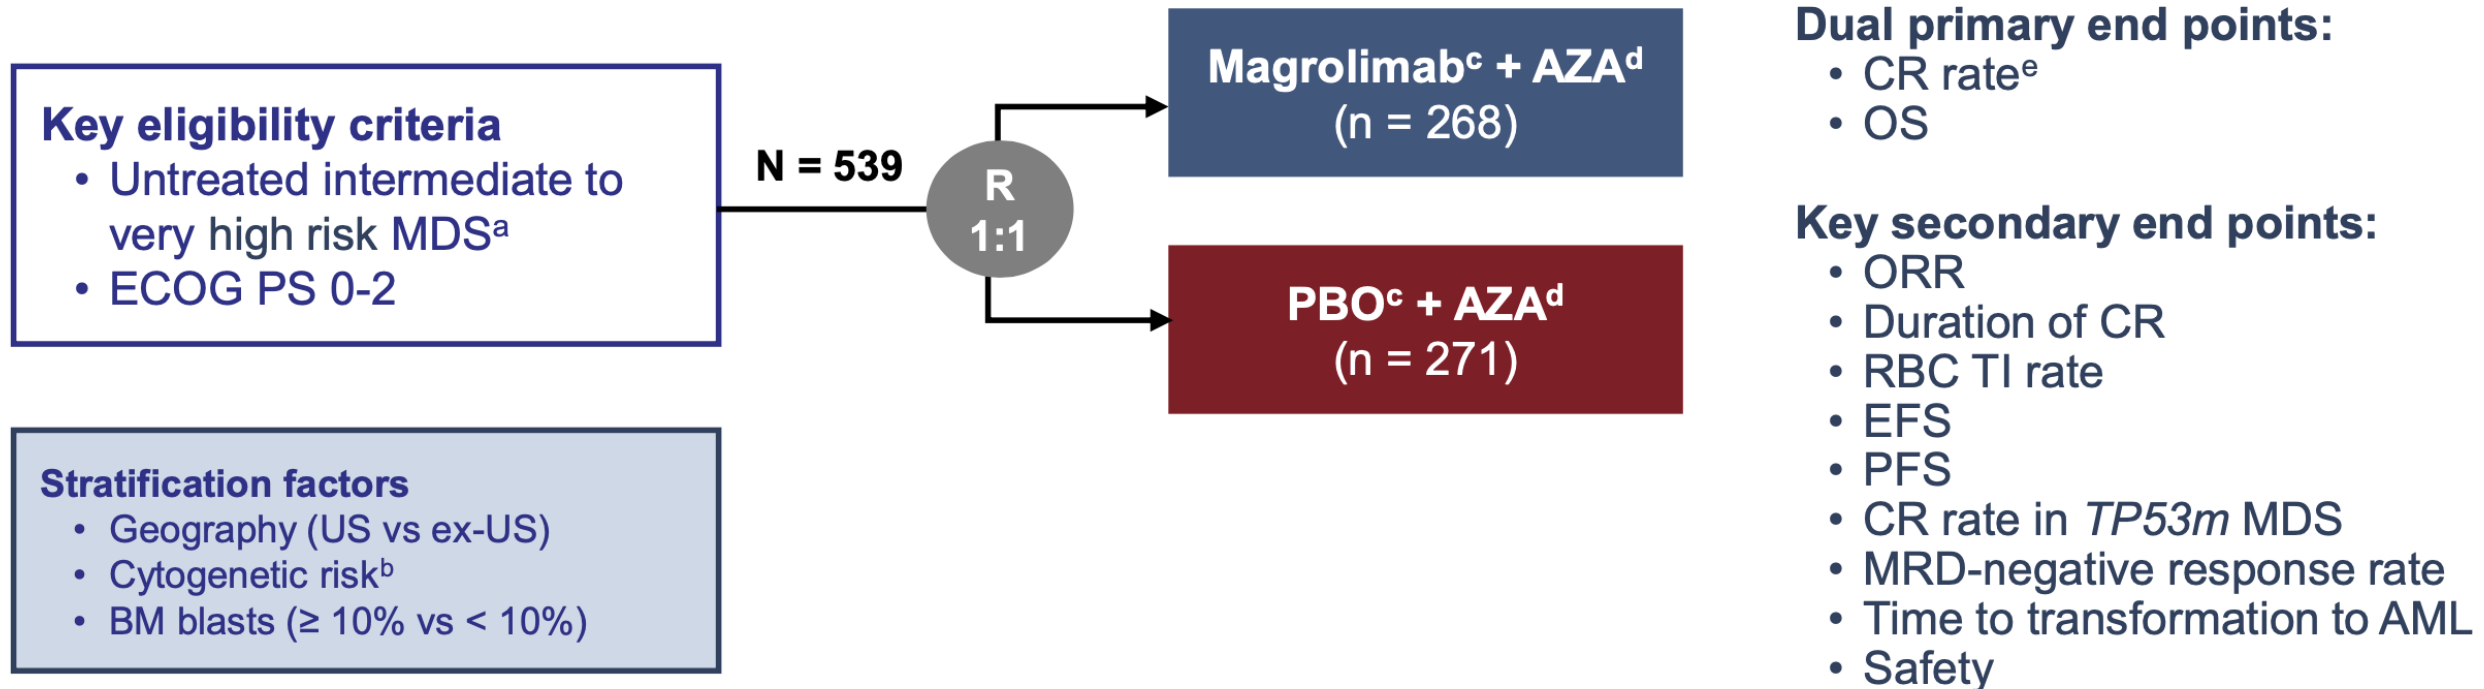 Key eligibility criteria
• Untreated intermediate to
very high risk MDSᵃ
• ECOG PS 0-2
Stratification factors
• Geography (US vs ex-US)
• Cytogenetic riskᵇ
• BM blasts (≥ 10% vs < 10%)
N = 539
R
1:1
Magrolimabᶜ + AZAᵈ
(n = 268)
PBOᶜ + AZAᵈ
(n = 271)
Dual primary end points:
• CR rateᵉ
• OS
Key secondary end points:
• ORR
• Duration of CR
• RBC TI rate
• EFS
• PFS
• CR rate in TP53m MDS
• MRD-negative response rate
• Time to transformation to AML
• Safety